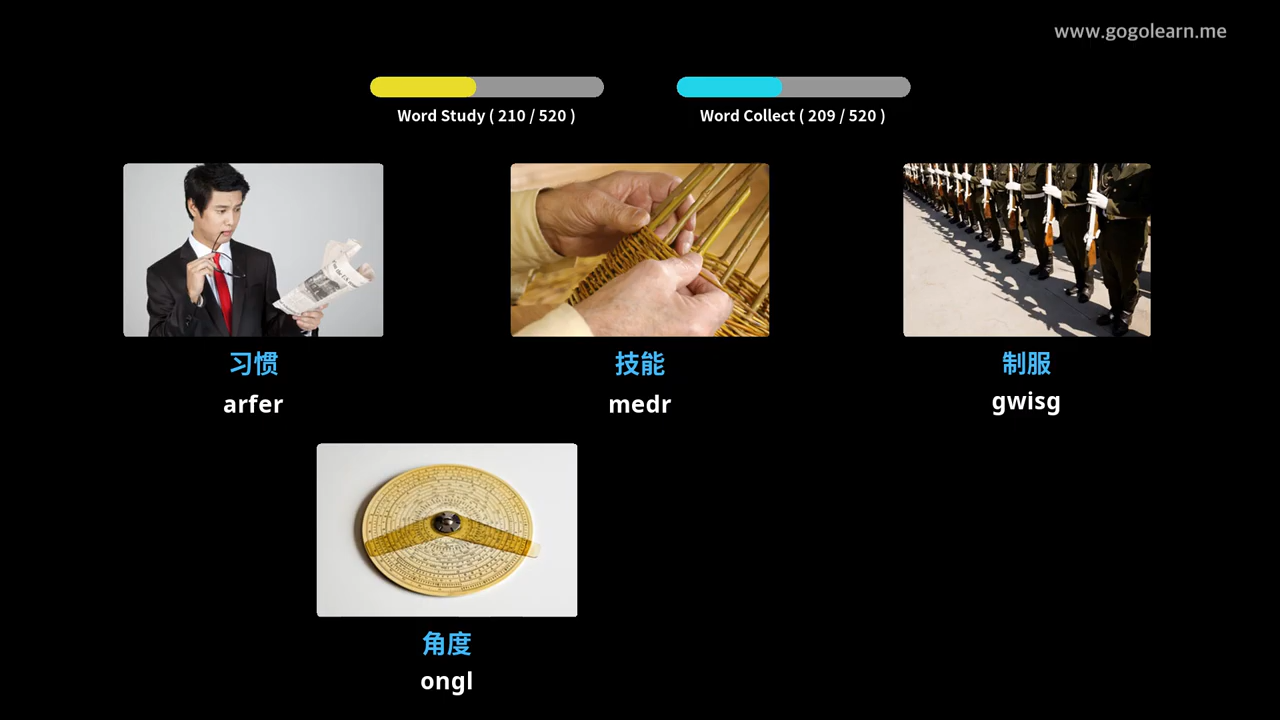 www.gogolearn.me
Word Study ( 210 / 520 )
Word Collect ( 209 / 520 )
习惯
arfer
技能
medr
制服
gwisg
角度
ongl